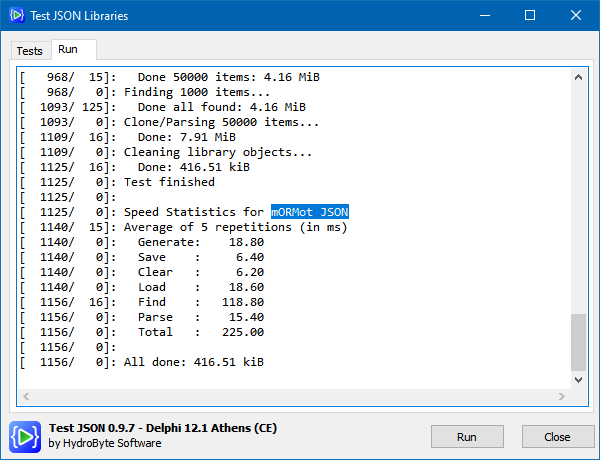 Test JSON Libraries
Tests Run
[   968/  15]:   Done 50000 items: 4.16 MiB
[   968/   0]: Finding 1000 items...
[  1093/ 125]:   Done all found: 4.16 MiB
[  1093/   0]: Clone/Parsing 50000 items...
[  1109/  16]:   Done: 7.91 MiB
[  1109/   0]: Cleaning library objects...
[  1125/  16]:   Done: 416.51 kiB
[  1125/   0]: Test finished
[  1125/   0]:
[  1125/   0]: Speed Statistics for mORMot JSON
[  1140/  15]: Average of 5 repetitions (in ms)
[  1140/   0]:   Generate:    18.80
[  1140/   0]:   Save    :     6.40
[  1140/   0]:   Clear   :     6.20
[  1140/   0]:   Load    :    18.60
[  1156/  16]:   Find    :   118.80
[  1156/   0]:   Parse   :    15.40
[  1156/   0]:   Total   :   225.00
[  1156/   0]:
[  1156/   0]: All done: 416.51 kiB
Test JSON 0.9.7 - Delphi 12.1 Athens (CE)
by HydroByte Software
Run
Close